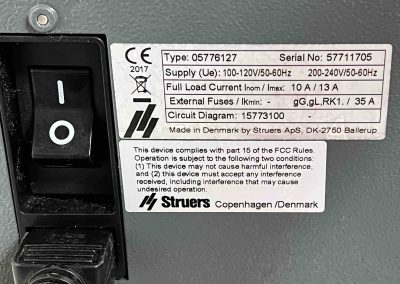 I
O
CE
2017
Type: 05776127 Serial No: 57711705
Supply (Ue): 100-120V/50-60Hz 200-240V/50-60Hz
Full Load Current Inom / Imax: 10 A / 13 A
External Fuses / Ikmin: - gG,gL,RK1. / 35 A
Circuit Diagram: 15773100 -
Made in Denmark by Struers ApS, DK-2750 Ballerup
This device complies with part 15 of the FCC Rules.
Operation is subject to the following two conditions:
(1) This device may not cause harmful interference,
and (2) this device must accept any interference
received, including interference that may cause
undesired operation.
Struers Copenhagen /Denmark